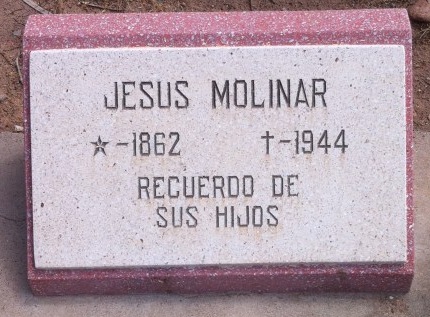 JESUS MOLINAR
☆-1862 †-1944
RECUERDO DE
SUS HIJOS